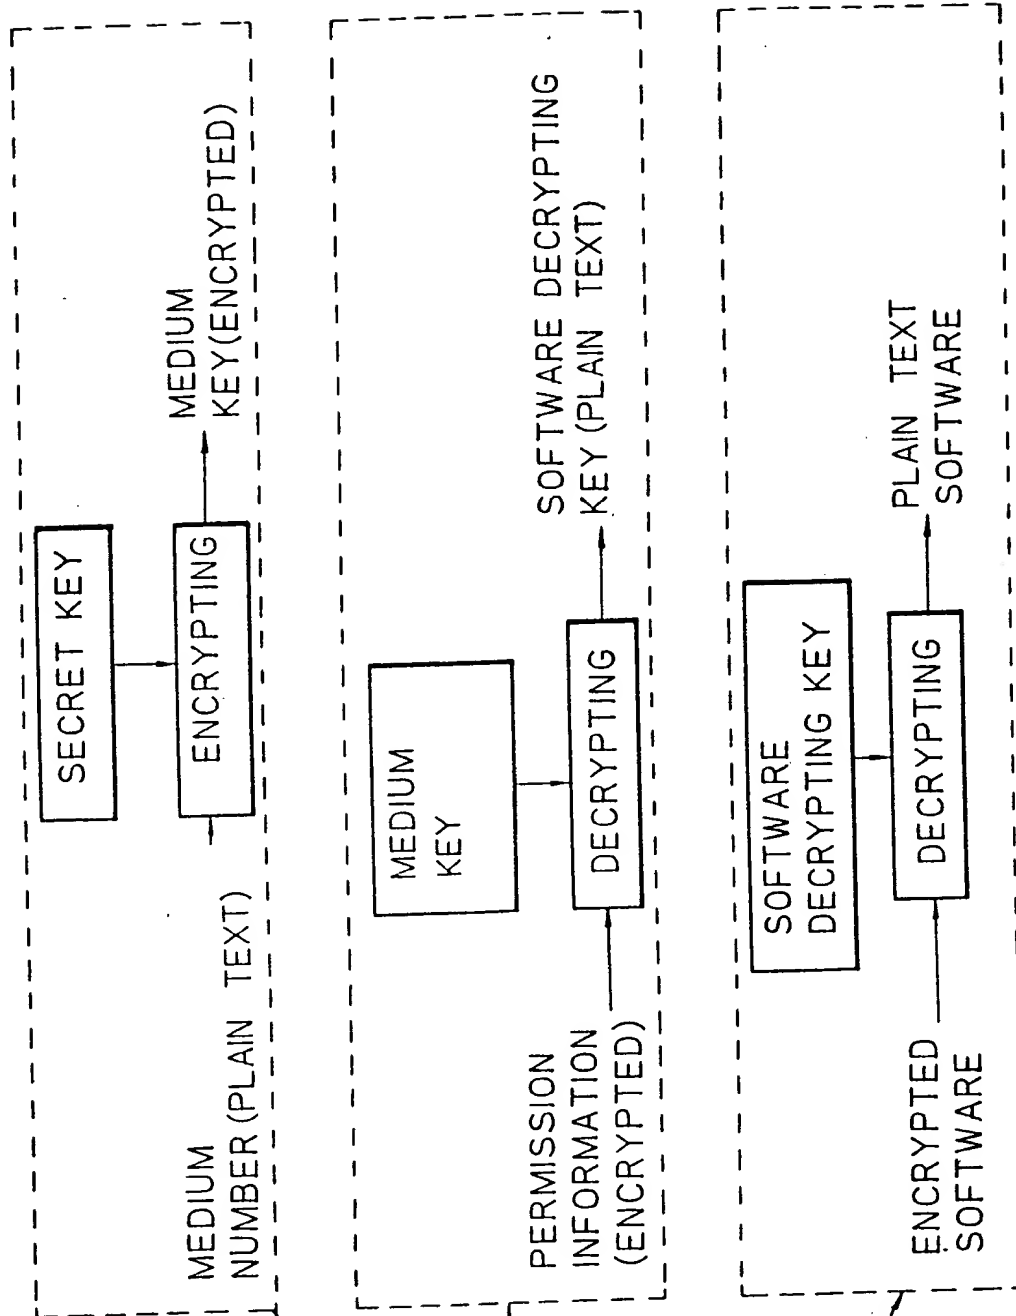 SECRET KEY
MEDIUM
NUMBER (PLAIN TEXT)
ENCRYPTING
MEDIUM
KEY(ENCRYPTED)
MEDIUM
KEY
PERMISSION
INFORMATION
(ENCRYPTED)
DECRYPTING
SOFTWARE DECRYPTING
KEY (PLAIN TEXT)
SOFTWARE
DECRYPTING KEY
ENCRYPTED
SOFTWARE
DECRYPTING
PLAIN TEXT
SOFTWARE